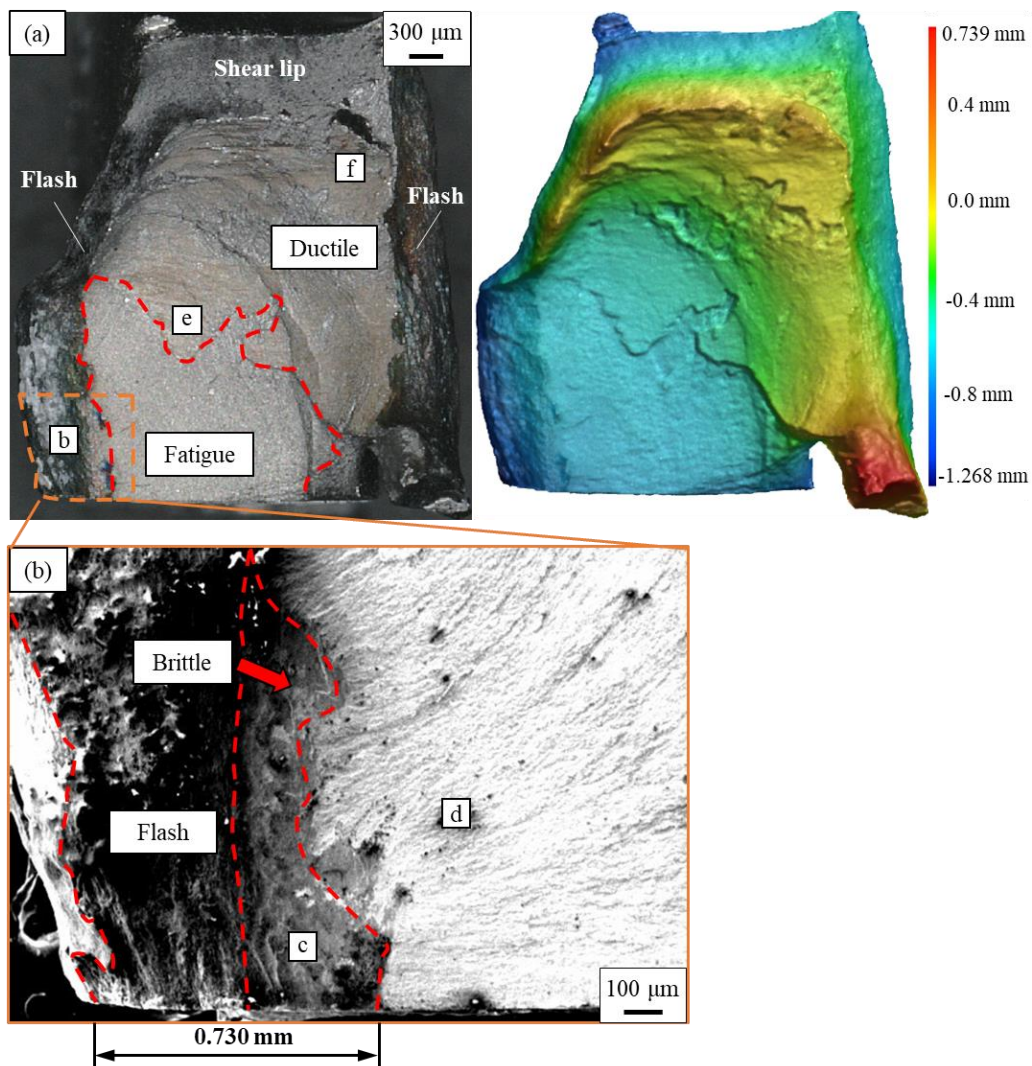 (a)
300 μm
Shear lip
f
Flash
Flash
Ductile
e
b
Fatigue
0.739 mm
0.4 mm
0.0 mm
-0.4 mm
-0.8 mm
-1.268 mm
(b)
Brittle
d
Flash
c
100 μm
0.730 mm